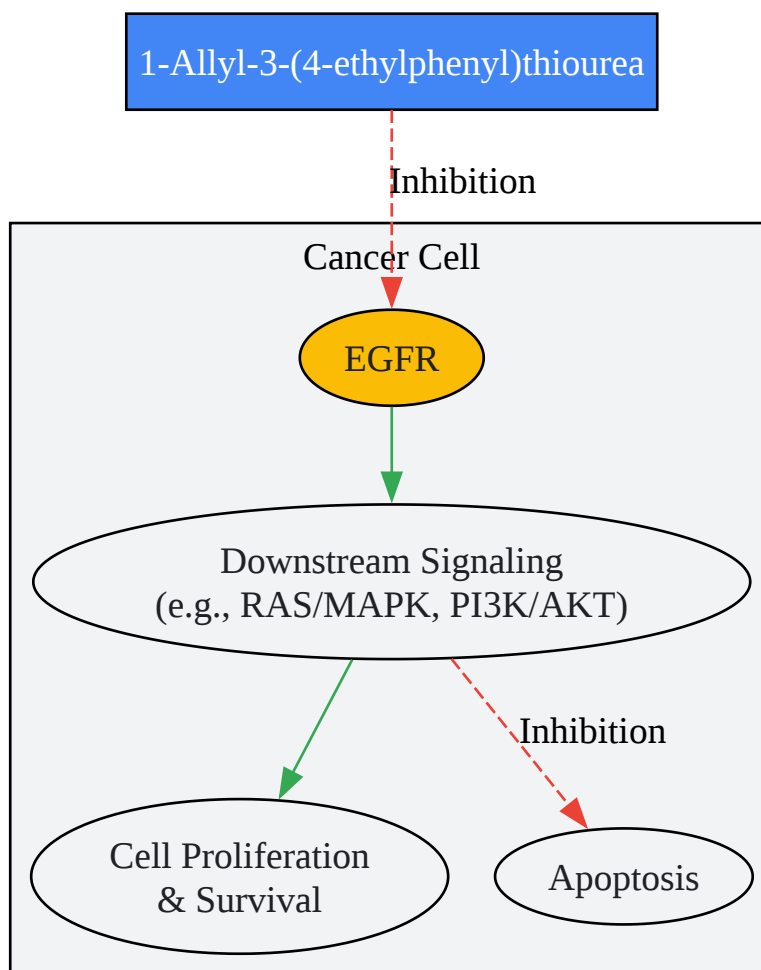 1-Allyl-3-(4-ethylphenyl)thiourea
Inhibition
Cancer Cell
EGFR
Downstream Signaling
(e.g., RAS/MAPK, PI3K/AKT)
Inhibition
Cell Proliferation
& Survival
Apoptosis